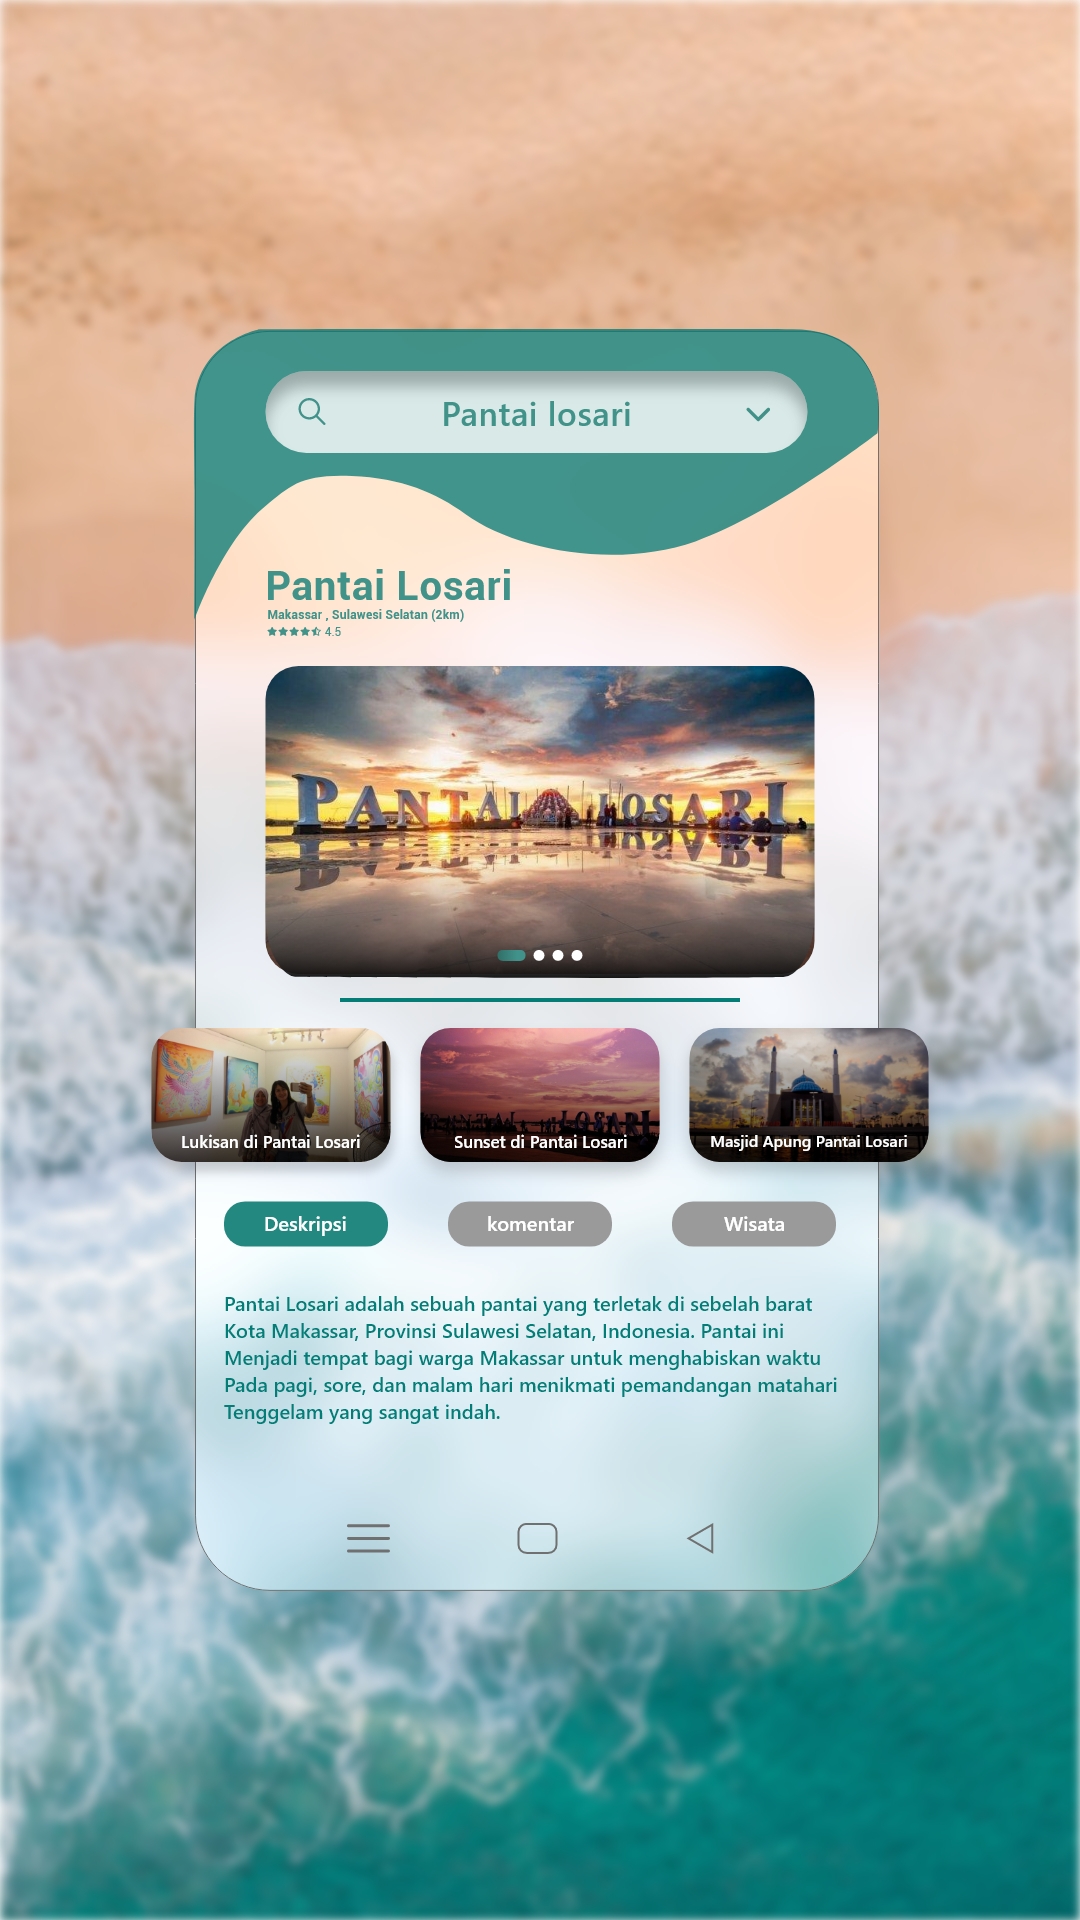 Pantai losari
Pantai Losari
Makassar , Sulawesi Selatan (2km)
4.5
PANTAI LOSARI
Lukisan di Pantai Losari
LOSARI
Sunset di Pantai Losari
Masjid Apung Pantai Losari
Deskripsi
komentar
Wisata
Pantai Losari adalah sebuah pantai yang terletak di sebelah barat
Kota Makassar, Provinsi Sulawesi Selatan, Indonesia. Pantai ini
Menjadi tempat bagi warga Makassar untuk menghabiskan waktu
Pada pagi, sore, dan malam hari menikmati pemandangan matahari
Tenggelam yang sangat indah.